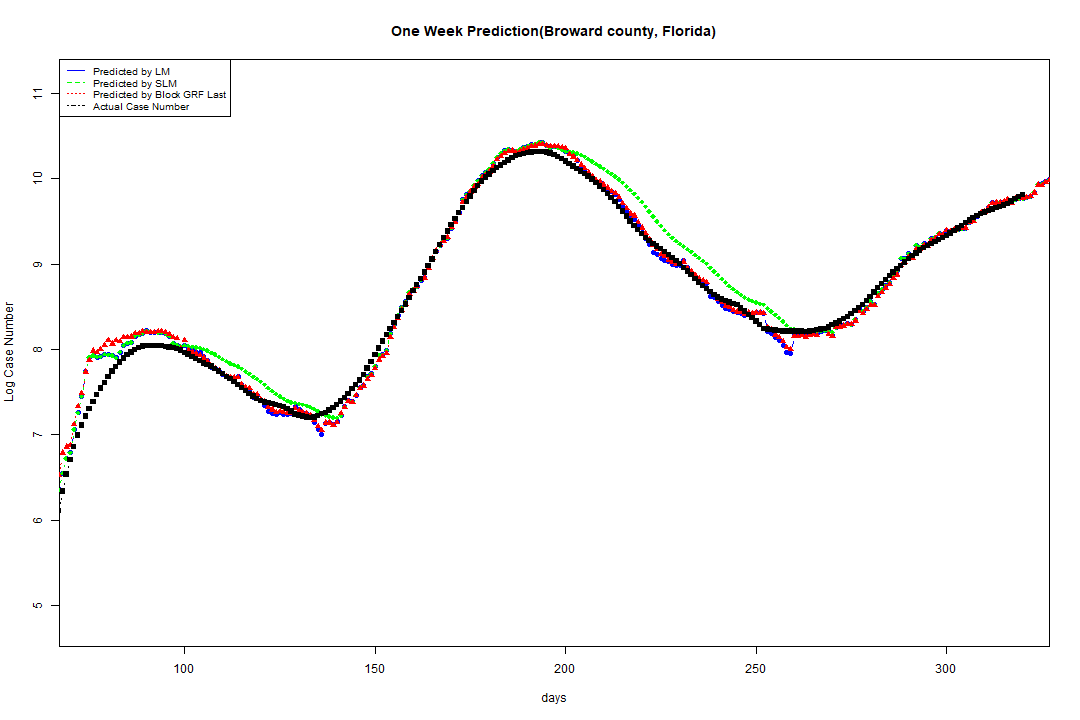 One Week Prediction(Broward county, Florida)
Predicted by LM
Predicted by SLM
Predicted by Block GRF Last
Actual Case Number
11
10
9
8
7
6
5
Log Case Number
100 150 200 250 300
days